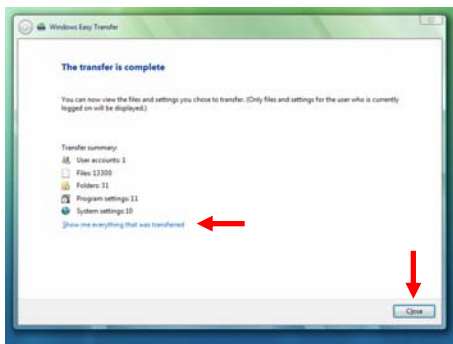 Windows Easy Transfer
The transfer is complete
You can now view the files and settings you chose to transfer. (Only files and settings for the user who is currently
logged on will be displayed.)
Transfer summary:
User accounts: 1
Files: 13300
Folders: 31
Program settings: 11
System settings: 10
Show me everything that was transferred
Close